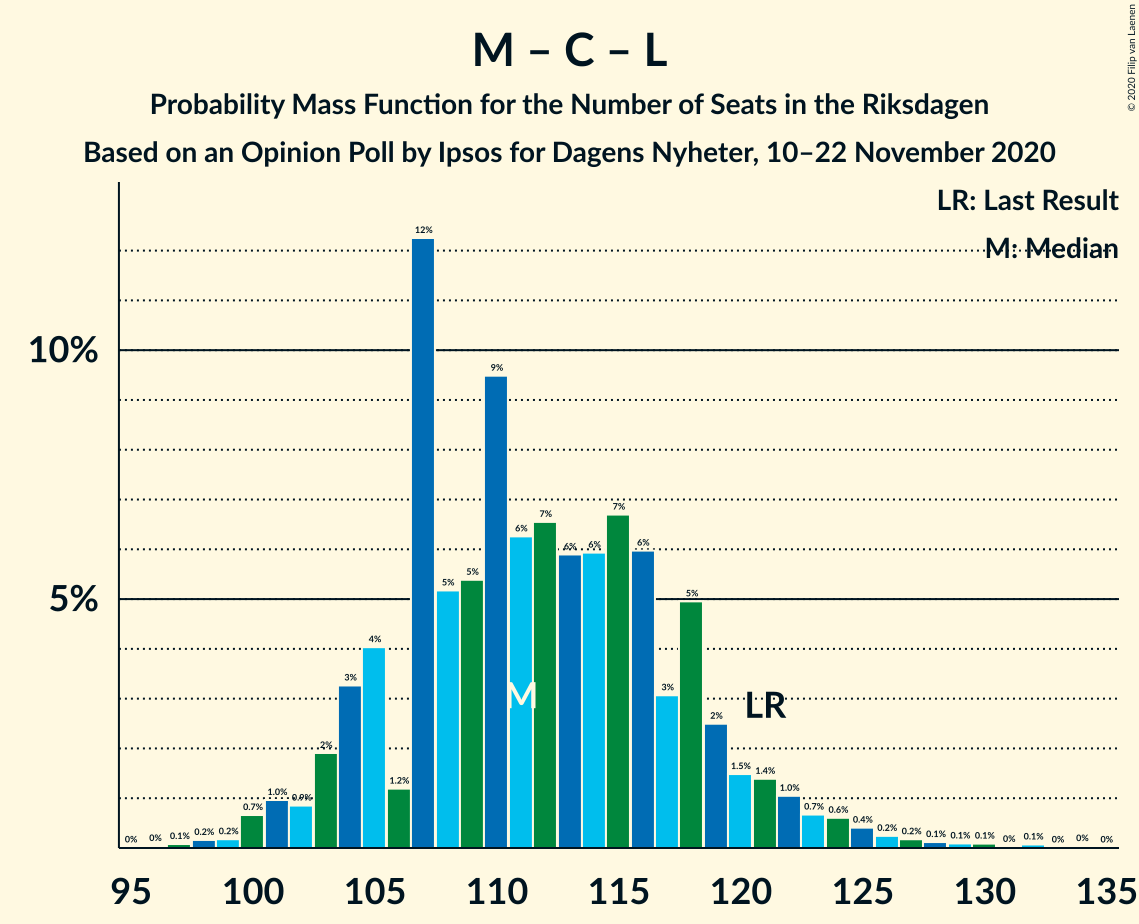 M – C – L
Probability Mass Function for the Number of Seats in the Riksdagen
Based on an Opinion Poll by Ipsos for Dagens Nyheter, 10–22 November 2020
© 2020 Filip van Laenen
LR: Last Result
M: Median
10%
5%
0% 0% 0.1% 0.2% 0.2% 0.7% 1.0% 0.9% 2% 3% 4% 1.2% 12% 5% 5% 9% 6% 7% 6% 6% 7% 6% 3% 5% 2% 1.5% 1.4% 1.0% 0.7% 0.6% 0.4% 0.2% 0.2% 0.1% 0.1% 0.1% 0% 0.1% 0% 0% 0%
M
LR
95 100 105 110 115 120 125 130 135